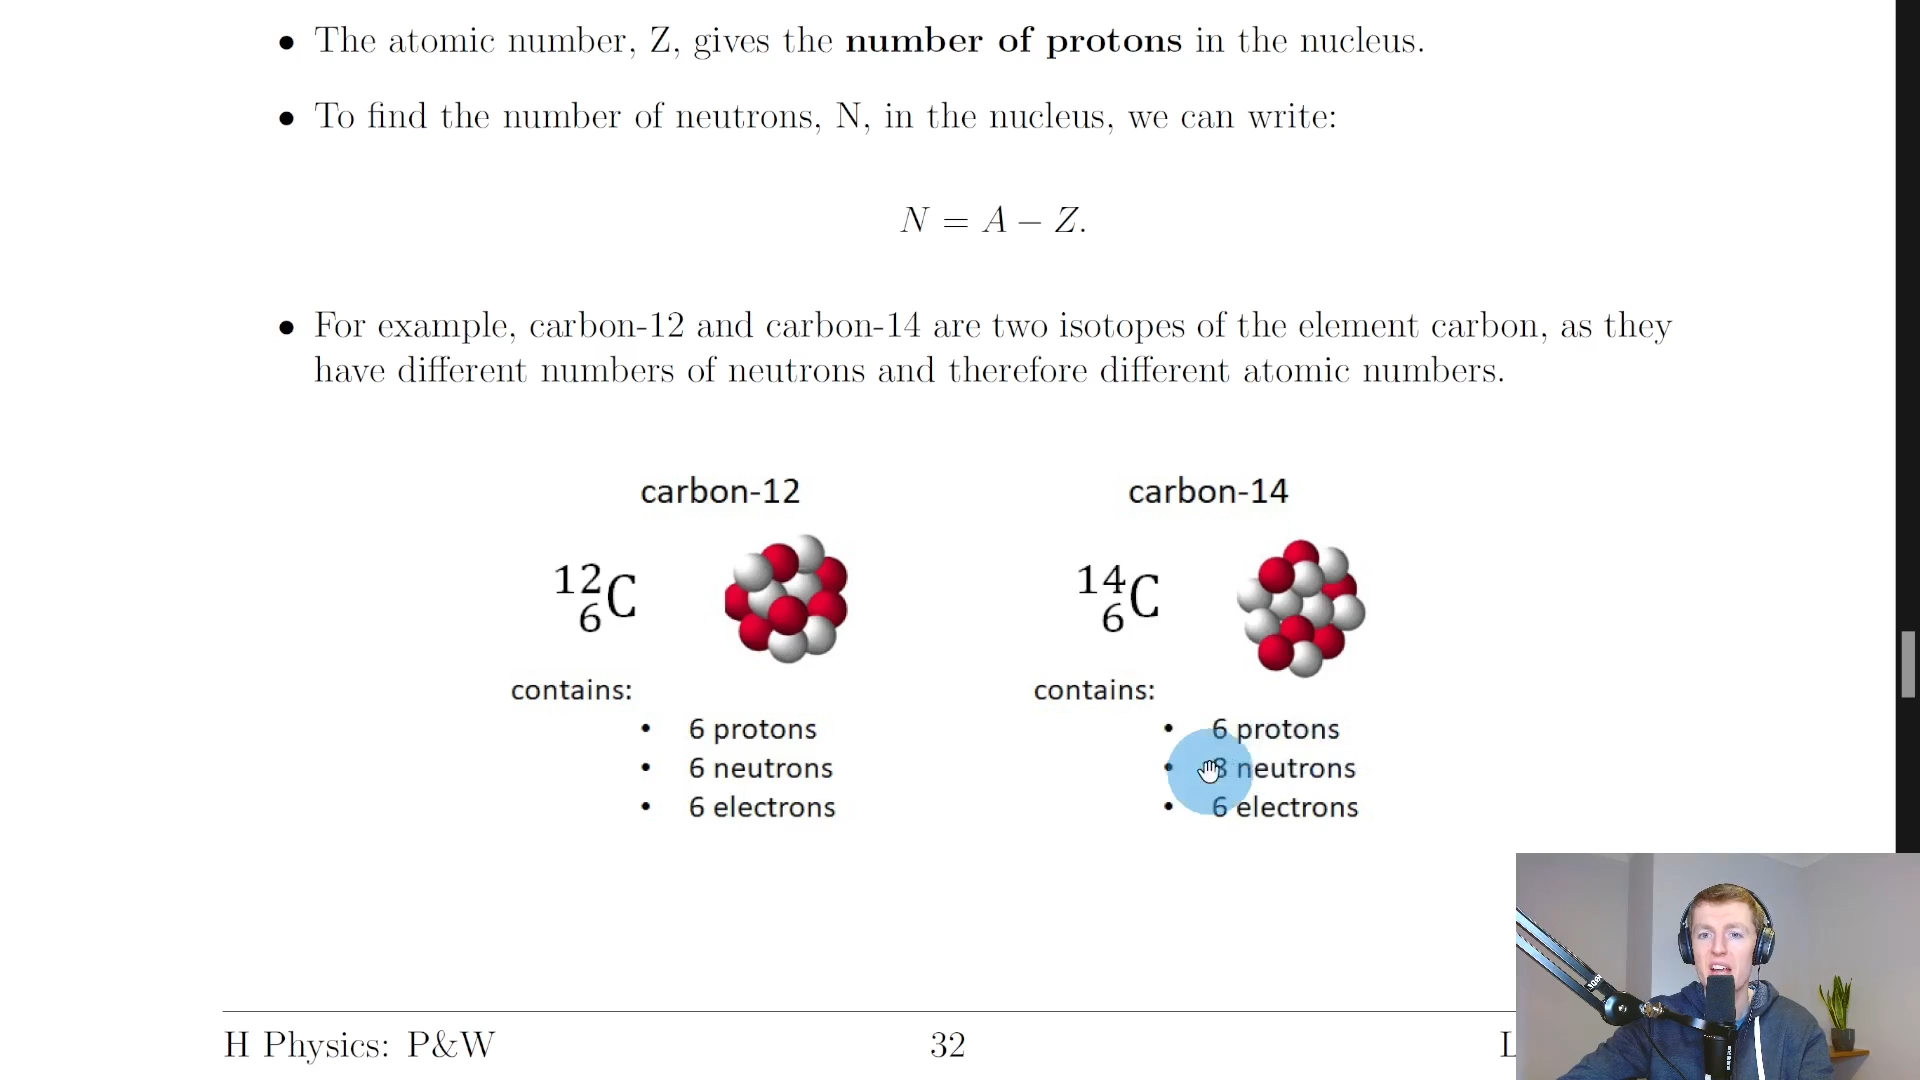 • The atomic number, Z, gives the number of protons in the nucleus.
• To find the number of neutrons, N, in the nucleus, we can write:
N = A − Z.
• For example, carbon-12 and carbon-14 are two isotopes of the element carbon, as they
have different numbers of neutrons and therefore different atomic numbers.
carbon-12
12
6 C
contains:
• 6 protons
• 6 neutrons
• 6 electrons
carbon-14
14
6 C
contains:
• 6 protons
• 8 neutrons
• 6 electrons
H Physics: P&W
32
L